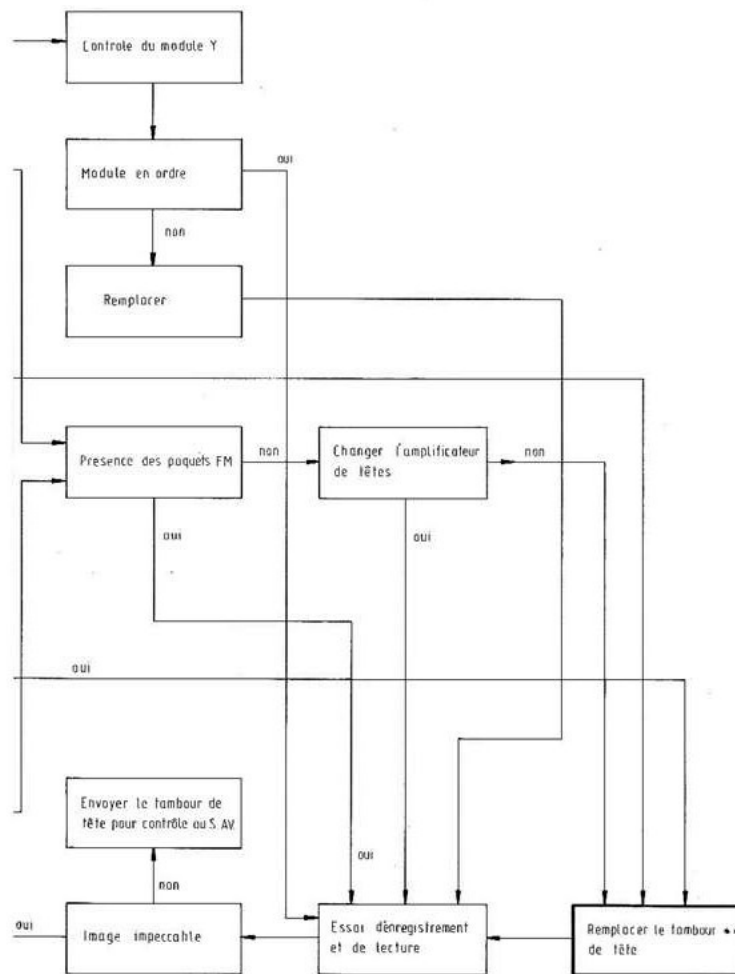 Controle du module Y
Module en ordre
oui
non
Remplacer
Presence des paquets FM
non
Changer l'amplificateur
de têtes
non
oui
oui
oui
Envoyer le tambour de
tête pour contrôle au S.AV.
oui
non
oui
Image impeccable
Essai d'enregistrement
et de lecture
Remplacer le tambour
de tête